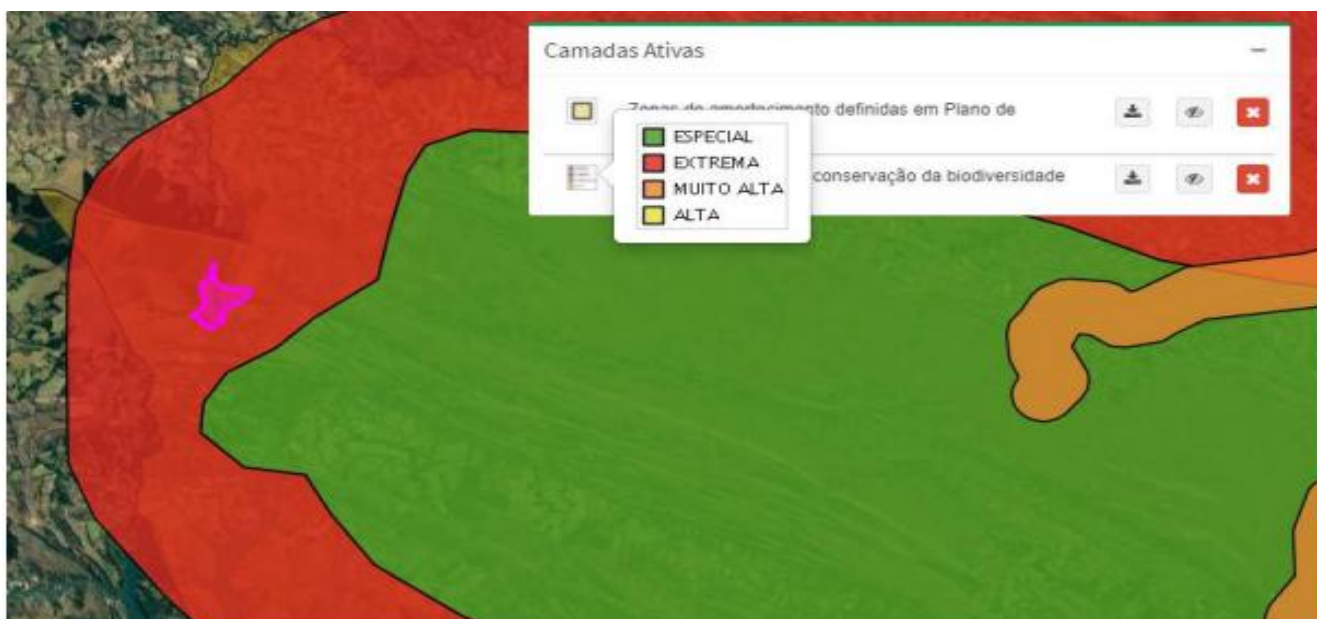 Camadas Ativas
Zonas de amortecimento definidas em Plano de
ESPECIAL
EXTREMA
MUITO ALTA
ALTA
conservação da biodiversidade